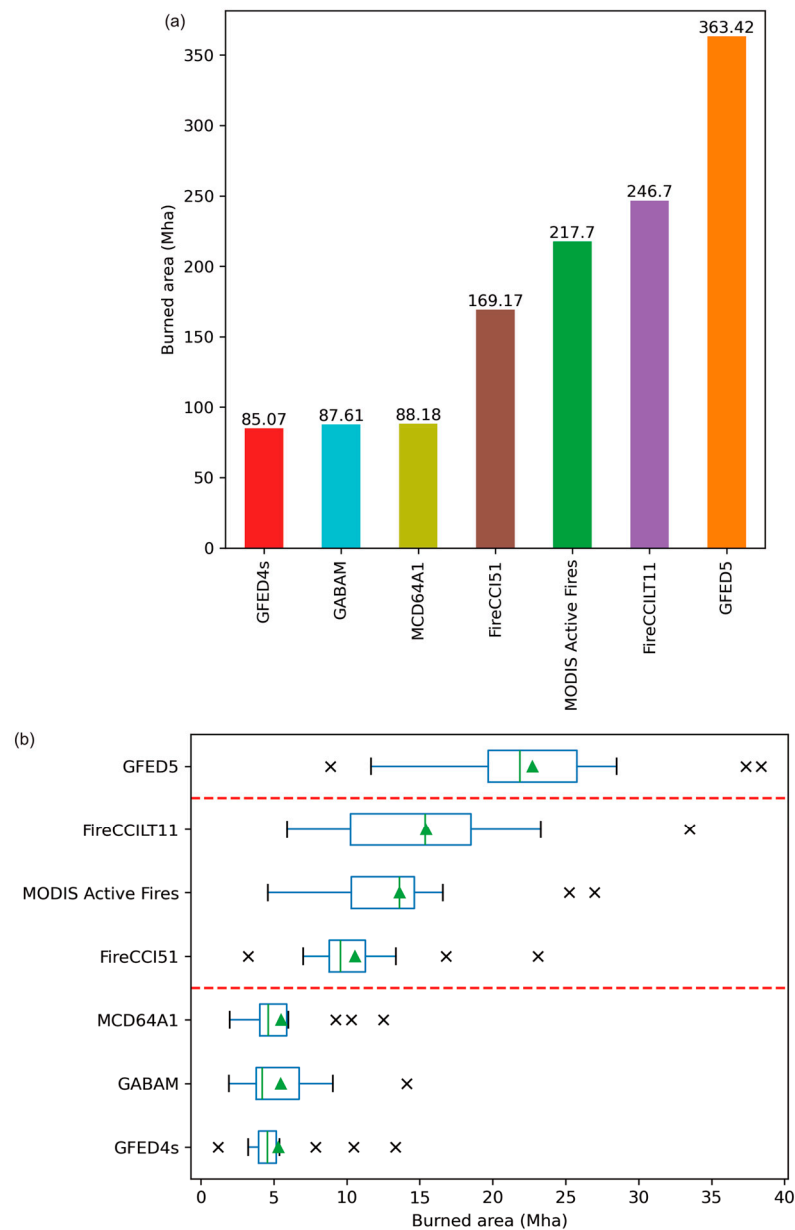 (a)
363.42
350
300
250
246.7
217.7
200
169.17
150
100
85.07
87.61
88.18
50
0
Burned area (Mha)
GFED4s
GABAM
MCD64A1
FireCCI51
MODIS Active Fires
FireCCILT11
GFED5
(b)
GFED5
FireCCILT11
MODIS Active Fires
FireCCI51
MCD64A1
GABAM
GFED4s
0 5 10 15 20 25 30 35 40
Burned area (Mha)